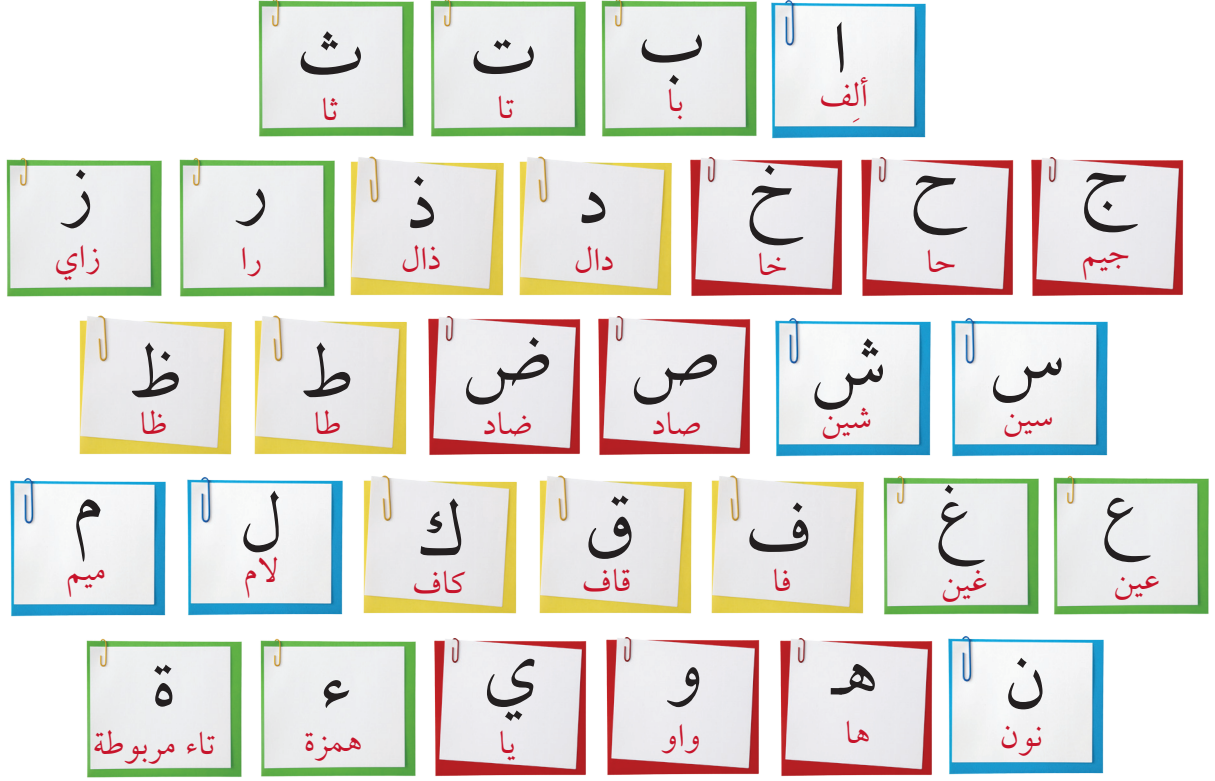 ا ب ت ث
ألِف با تا ثا
ج ح خ د ذ ر ز
جيم حا خا دال ذال را زاي
س ش ص ض ط ظ
سين شين صاد ضاد طا ظا
ع غ ف ق ك ل م
عين غين فا قاف كاف لام ميم
ن هـ و ي ء ة
نون ها واو يا همزة تاء مربوطة